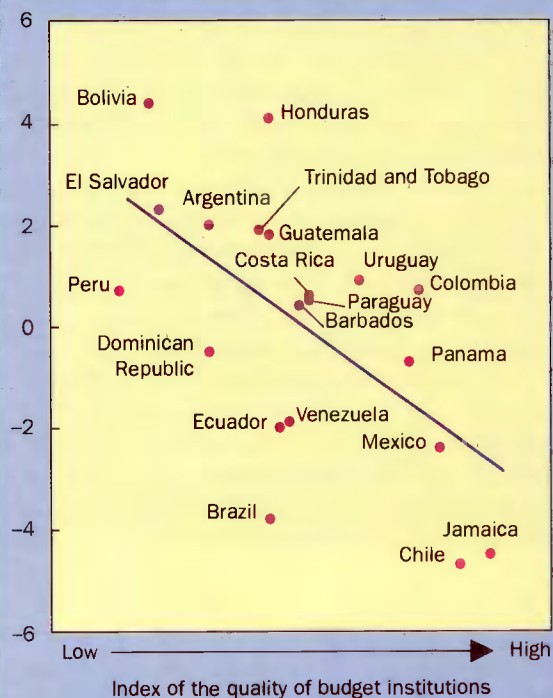 6
Bolivia
4
Honduras
Trinidad and Tobago
El Salvador
Argentina
2
Guatemala
Costa Rica
Uruguay
Peru
Colombia
Paraguay
0
Barbados
Dominican
Republic
Panama
−2
Ecuador
Venezuela
Mexico
Brazil
−4
Jamaica
Chile
−6
Low
High
Index of the quality of budget institutions